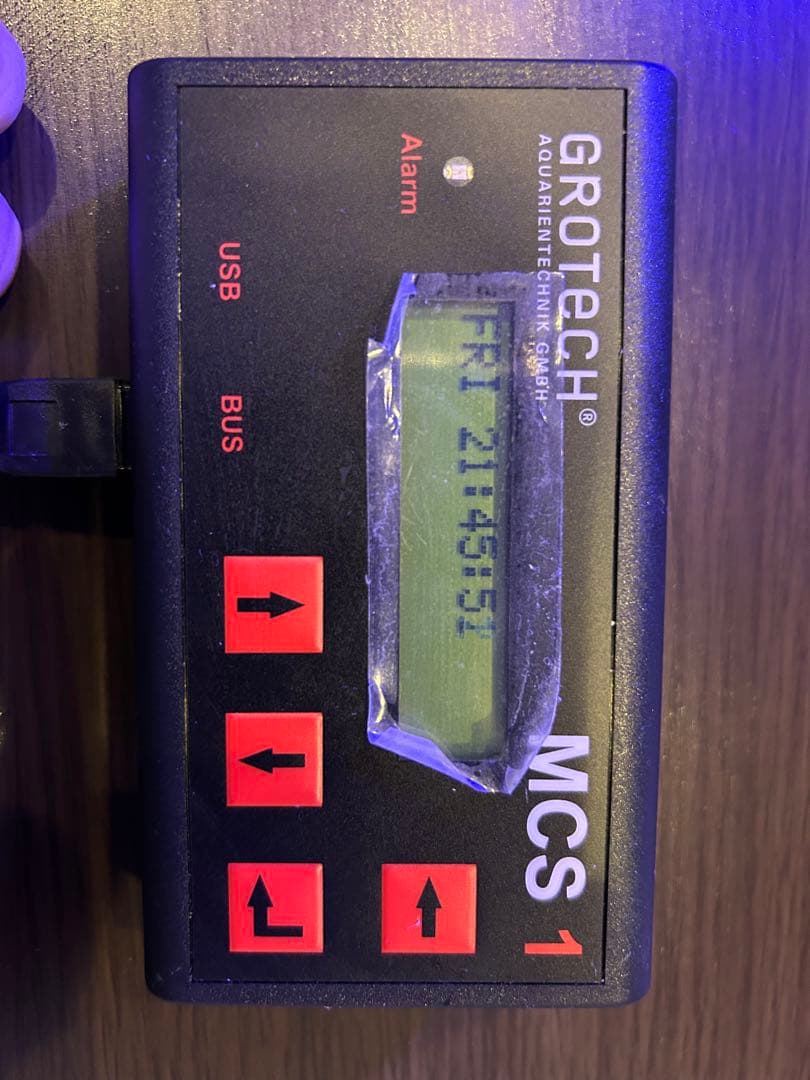 GROTECH®
AQUARIENTECHNIK GMBH
MCS 1
Alarm
FRI 21:45:51
USB
BUS